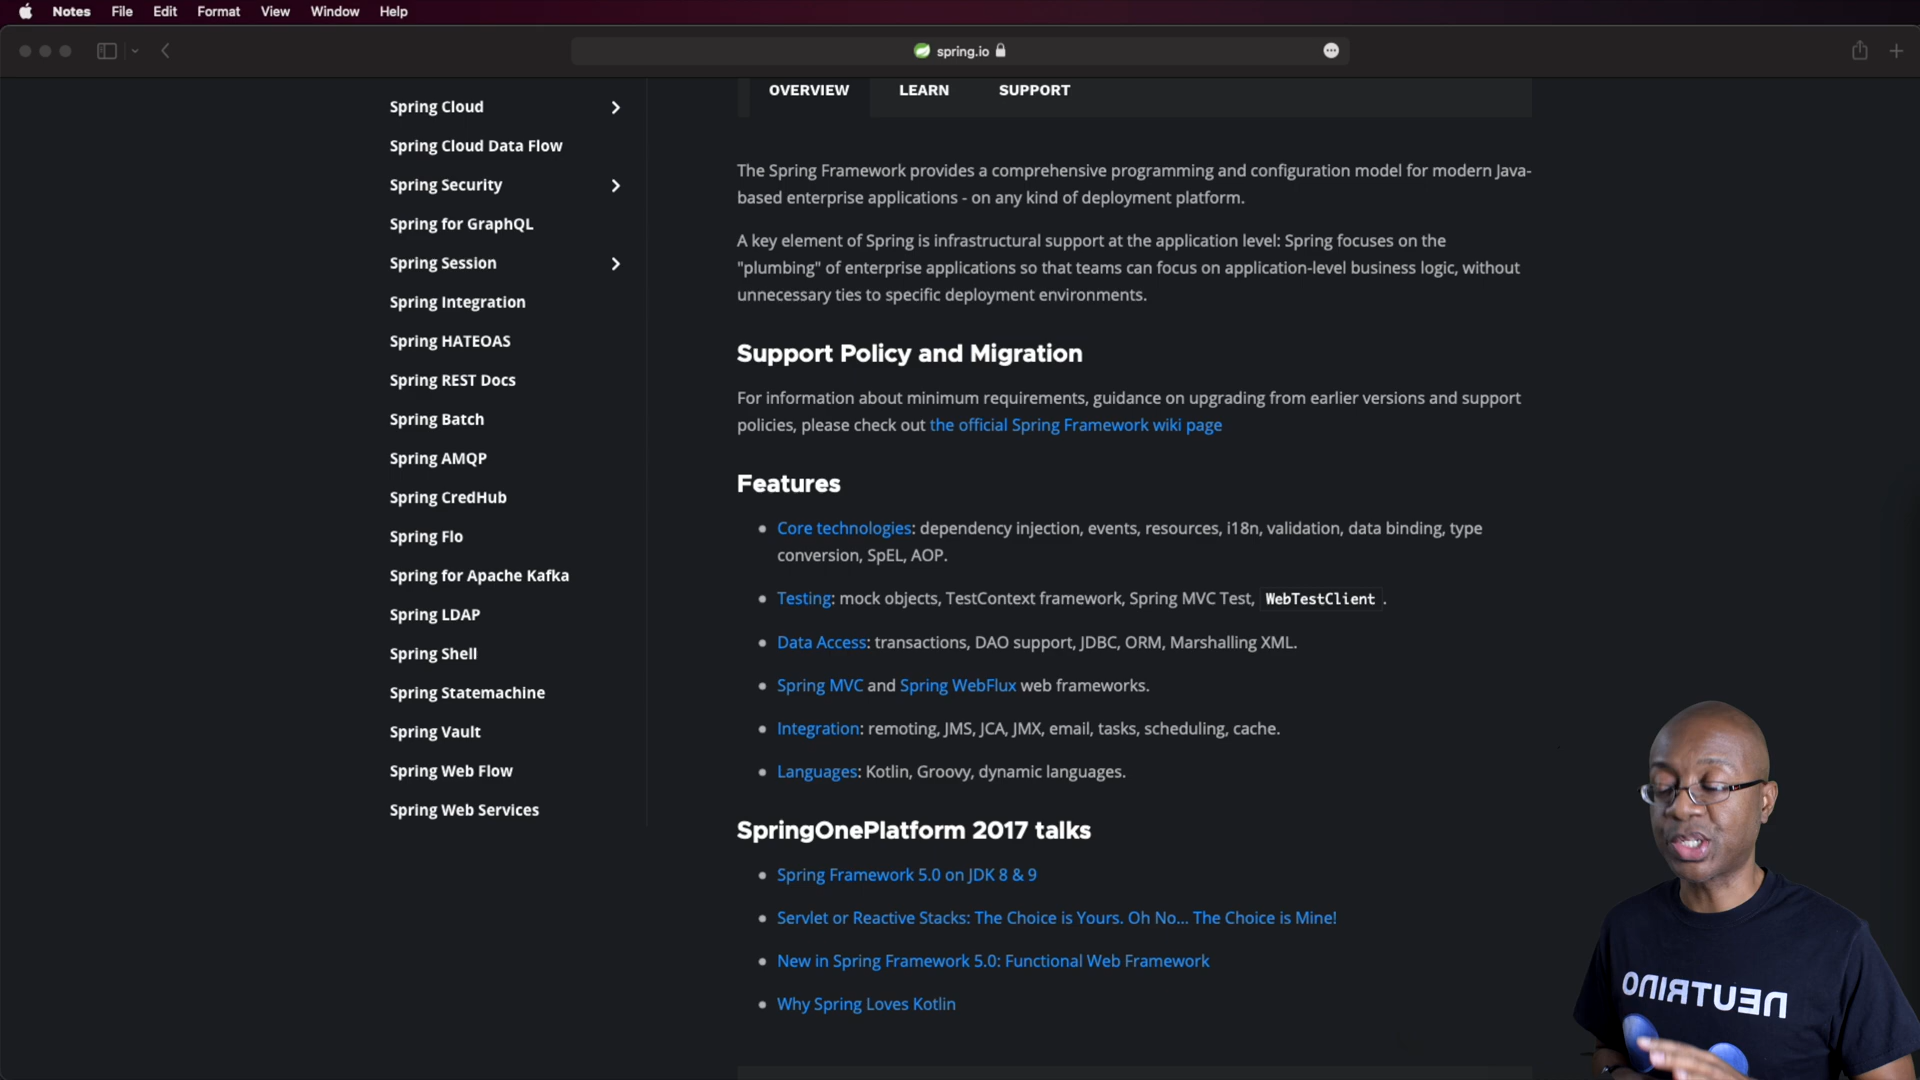 Notes File Edit Format View Window Help
spring.io
Spring Cloud
Spring Cloud Data Flow
Spring Security
Spring for GraphQL
Spring Session
Spring Integration
Spring HATEOAS
Spring REST Docs
Spring Batch
Spring AMQP
Spring CredHub
Spring Flo
Spring for Apache Kafka
Spring LDAP
Spring Shell
Spring Statemachine
Spring Vault
Spring Web Flow
Spring Web Services
OVERVIEW LEARN SUPPORT
The Spring Framework provides a comprehensive programming and configuration model for modern Java-
based enterprise applications - on any kind of deployment platform.
A key element of Spring is infrastructural support at the application level: Spring focuses on the
"plumbing" of enterprise applications so that teams can focus on application-level business logic, without
unnecessary ties to specific deployment environments.
Support Policy and Migration
For information about minimum requirements, guidance on upgrading from earlier versions and support
policies, please check out the official Spring Framework wiki page
Features
Core technologies: dependency injection, events, resources, i18n, validation, data binding, type
conversion, SpEL, AOP.
Testing: mock objects, TestContext framework, Spring MVC Test, WebTestClient .
Data Access: transactions, DAO support, JDBC, ORM, Marshalling XML.
Spring MVC and Spring WebFlux web frameworks.
Integration: remoting, JMS, JCA, JMX, email, tasks, scheduling, cache.
Languages: Kotlin, Groovy, dynamic languages.
SpringOnePlatform 2017 talks
Spring Framework 5.0 on JDK 8 & 9
Servlet or Reactive Stacks: The Choice is Yours. Oh No... The Choice is Mine!
New in Spring Framework 5.0: Functional Web Framework
Why Spring Loves Kotlin
NEUTRINO